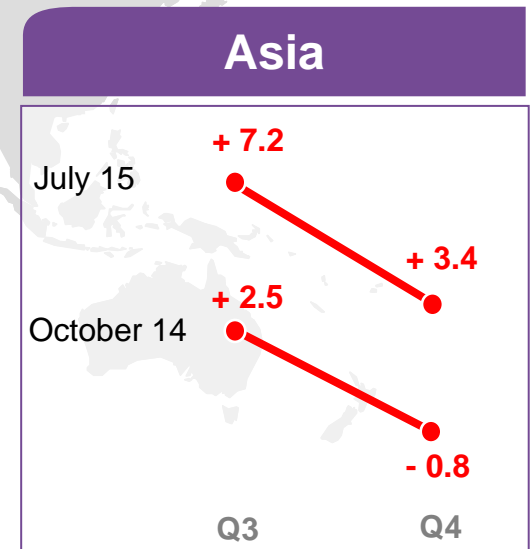 Asia
+ 7.2
July 15
+ 3.4
+ 2.5
October 14
- 0.8
Q3 Q4